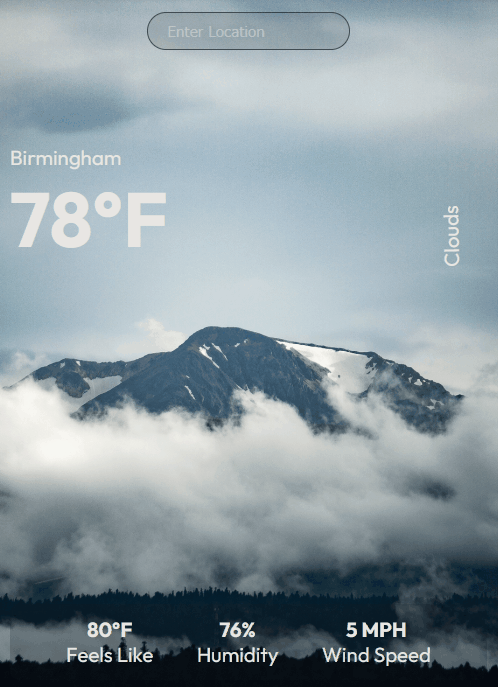 Enter Location
Birmingham
78°F
Clouds
80°F
Feels Like
76%
Humidity
5 MPH
Wind Speed